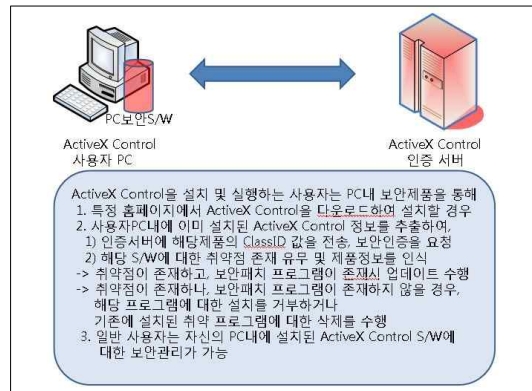 PC보안S/W
ActiveX Control
사용자 PC
ActiveX Control
인증 서버
ActiveX Control을 설치 및 실행하는 사용자는 PC내 보안제품을 통해
1. 특정 홈페이지에서 ActiveX Control을 다운로드하여 설치할 경우
2. 사용자PC내에 이미 설치된 ActiveX Control 정보를 추출하여,
1) 인증서버에 해당제품의 ClassID 값을 전송, 보안인증을 요청
2) 해당 S/W에 대한 취약점 존재 유무 및 제품정보를 인식
-> 취약점이 존재하고, 보안패치 프로그램이 존재시 업데이트 수행
-> 취약점이 존재하나, 보안패치 프로그램이 존재하지 않을 경우,
해당 프로그램에 대한 설치를 거부하거나
기존에 설치된 취약 프로그램에 대한 삭제를 수행
3. 일반 사용자는 자신의 PC내에 설치된 ActiveX Control S/W에
대한 보안관리가 가능